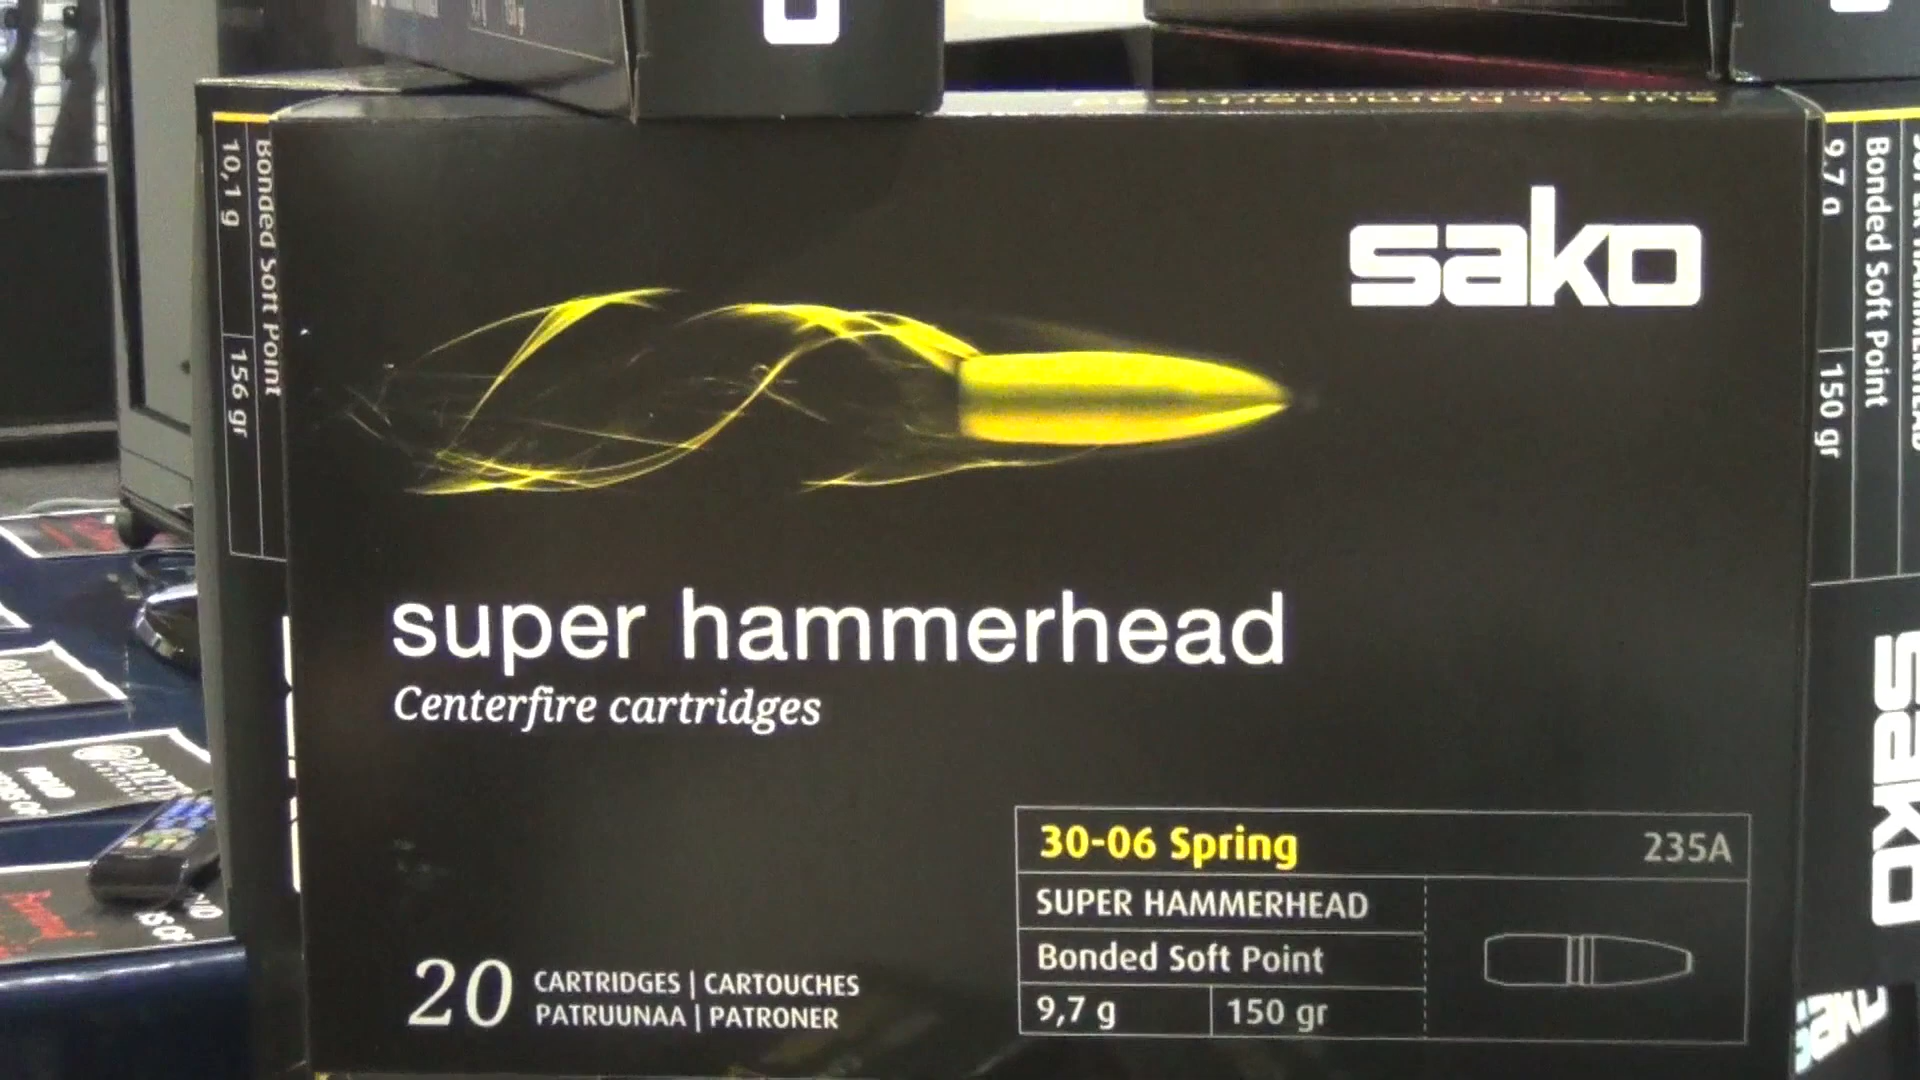 sako
super hammerhead
Centerfire cartridges
30-06 Spring 235A
SUPER HAMMERHEAD
Bonded Soft Point
9,7 g 150 gr
20 CARTRIDGES | CARTOUCHES
PATRUUNAA | PATRONER
Bonded Soft Point
10,1 g 156 gr
SUPER HAMMERHEAD
Bonded Soft Point
9,7 g 150 gr
sako